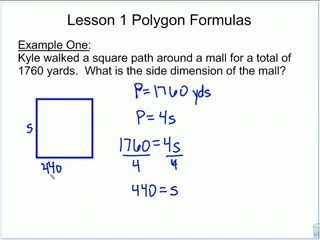 Lesson 1 Polygon Formulas
Example One:
Kyle walked a square path around a mall for a total of
1760 yards. What is the side dimension of the mall?
P=1760 yds
P=4s
s
1760=4s
4 4
440
440=s